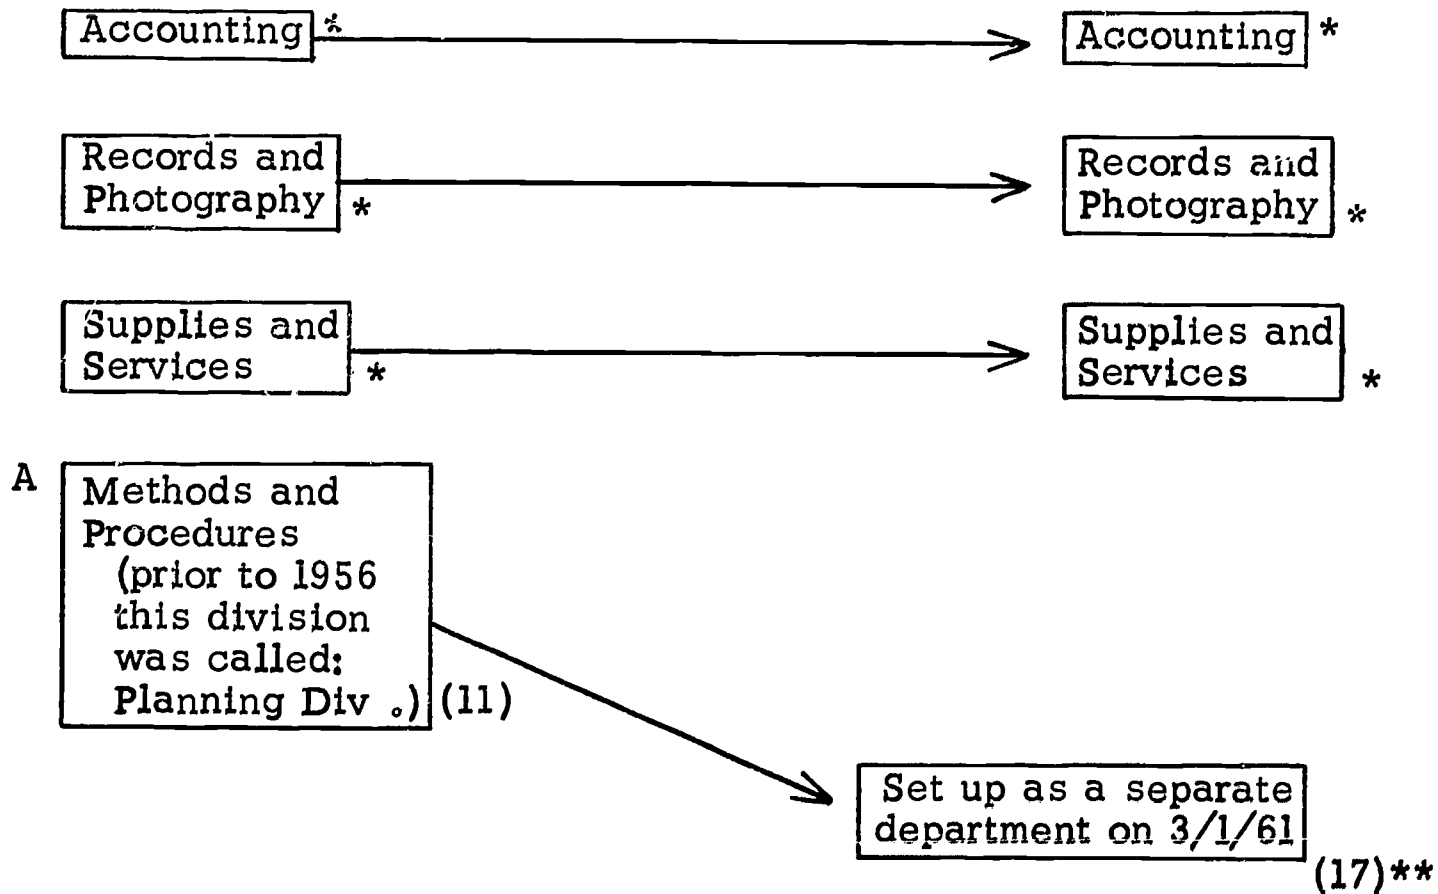 Accounting * Accounting *
Records and
Photography *
Records and
Photography *
Supplies and
Services *
Supplies and
Services *
A
Methods and
Procedures
(prior to 1956
this division
was called:
Planning Div .) (11)
Set up as a separate
department on 3/1/61
(17)**